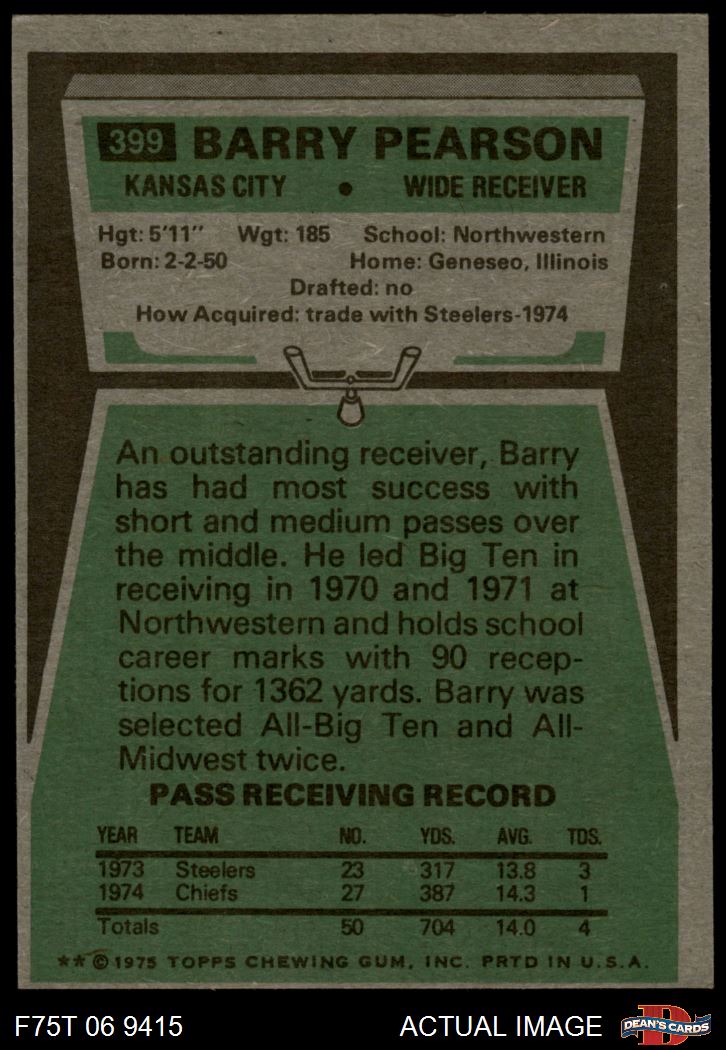 399 BARRY PEARSON
KANSAS CITY • WIDE RECEIVER
Hgt: 5'11" Wgt: 185 School: Northwestern
Born: 2-2-50 Home: Geneseo, Illinois
Drafted: no
How Acquired: trade with Steelers-1974
An outstanding receiver, Barry
has had most success with
short and medium passes over
the middle. He led Big Ten in
receiving in 1970 and 1971 at
Northwestern and holds school
career marks with 90 recep-
tions for 1362 yards. Barry was
selected All-Big Ten and All-
Midwest twice.
PASS RECEIVING RECORD
YEAR TEAM NO. YDS. AVG. TDS.
1973 Steelers 23 317 13.8 3
1974 Chiefs 27 387 14.3 1
Totals 50 704 14.0 4
**© 1975 TOPPS CHEWING GUM, INC. PRTD IN U.S.A.
F75T 06 9415 ACTUAL IMAGE D DEAN'S CARDS